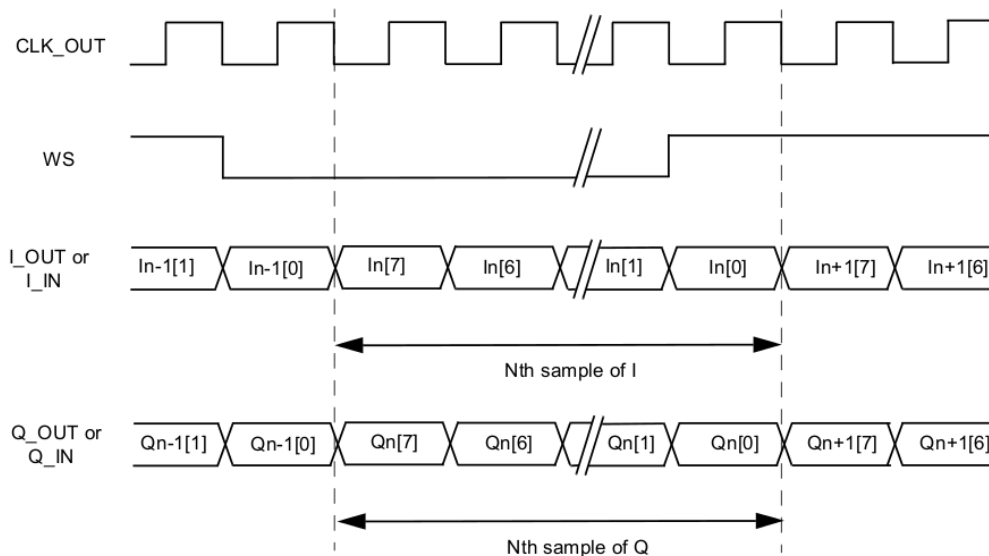 CLK_OUT
WS
I_OUT or
I_IN
In-1[1] In-1[0] In[7] In[6] In[1] In[0] In+1[7] In+1[6]
Nth sample of I
Q_OUT or
Q_IN
Qn-1[1] Qn-1[0] Qn[7] Qn[6] Qn[1] Qn[0] Qn+1[7] Qn+1[6]
Nth sample of Q